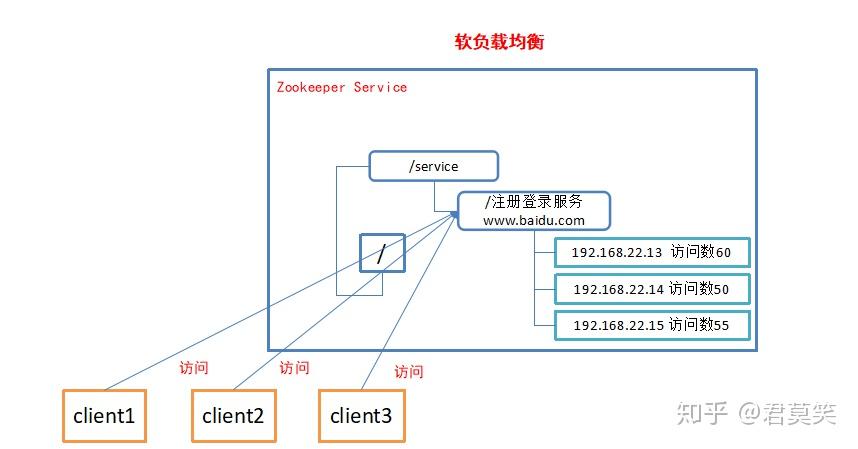 软负载均衡
Zookeeper Service
/service
/注册登录服务
www.baidu.com
/
192.168.22.13 访问数60
192.168.22.14 访问数50
192.168.22.15 访问数55
访问
访问
访问
client1
client2
client3
知乎 @君莫笑